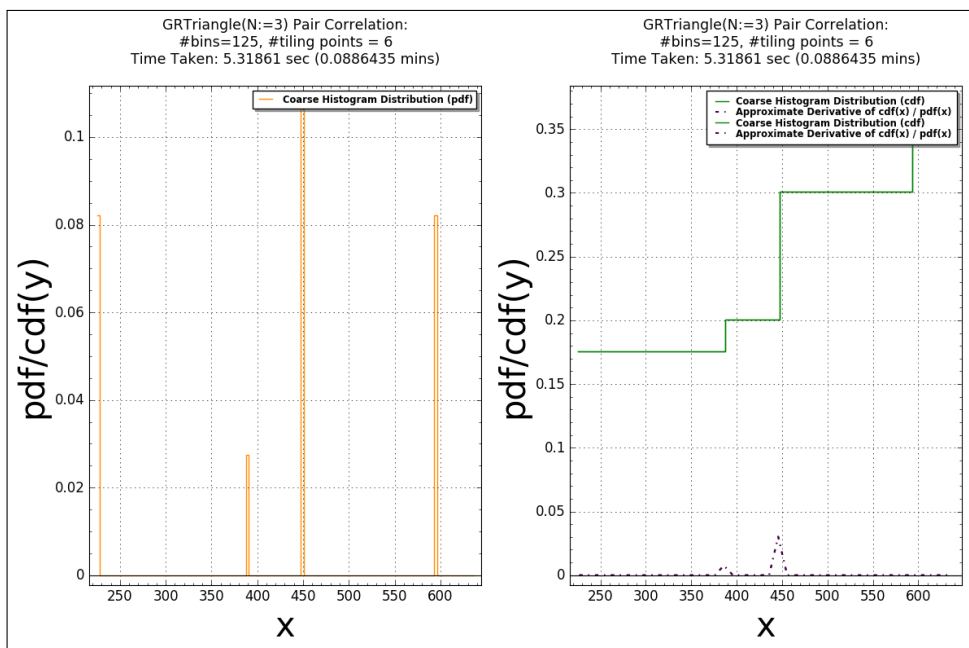 GRTriangle(N:=3) Pair Correlation:
#bins=125, #tiling points = 6
Time Taken: 5.31861 sec (0.0886435 mins)
Coarse Histogram Distribution (pdf)
0.1
0.08
0.06
0.04
0.02
0
pdf/cdf(y)
250 300 350 400 450 500 550 600
x
GRTriangle(N:=3) Pair Correlation:
#bins=125, #tiling points = 6
Time Taken: 5.31861 sec (0.0886435 mins)
Coarse Histogram Distribution (cdf)
Approximate Derivative of cdf(x) / pdf(x)
Coarse Histogram Distribution (cdf)
Approximate Derivative of cdf(x) / pdf(x)
0.35
0.3
0.25
0.2
0.15
0.1
0.05
0
pdf/cdf(y)
250 300 350 400 450 500 550 600
x